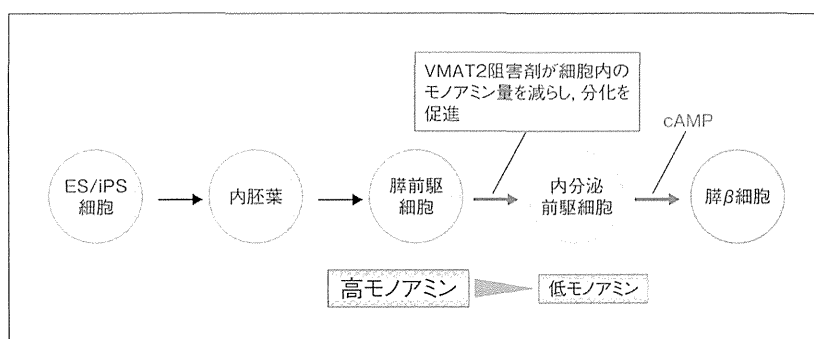 VMAT2阻害剤が細胞内の
モノアミン量を減らし,分化を
促進
cAMP
ES/iPS
細胞
内胚葉
膵前駆
細胞
内分泌
前駆細胞
膵β細胞
高モノアミン
低モノアミン